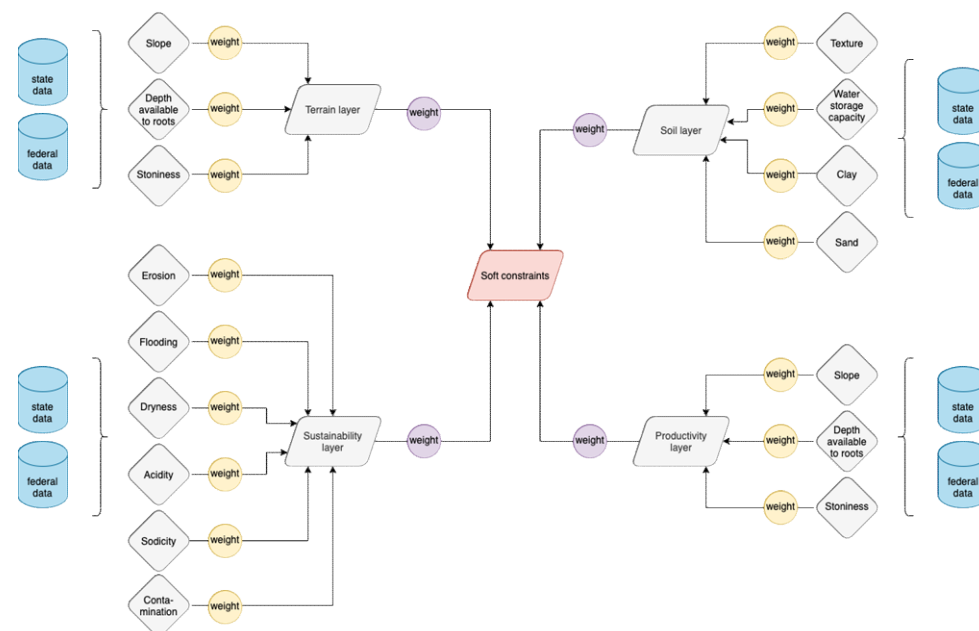 state
data
federal
data
Slope
weight
Depth
available
to roots
weight
Stoniness
weight
Terrain layer
weight
Texture
weight
Water
storage
capacity
weight
Clay
weight
Sand
weight
Soil layer
weight
state
data
federal
data
Soft constraints
Erosion
weight
Flooding
weight
Dryness
weight
Acidity
weight
Sodicity
weight
Conta-
mination
weight
state
data
federal
data
Sustainability
layer
weight
Slope
weight
Depth
available
to roots
weight
Stoniness
weight
Productivity
layer
weight
state
data
federal
data